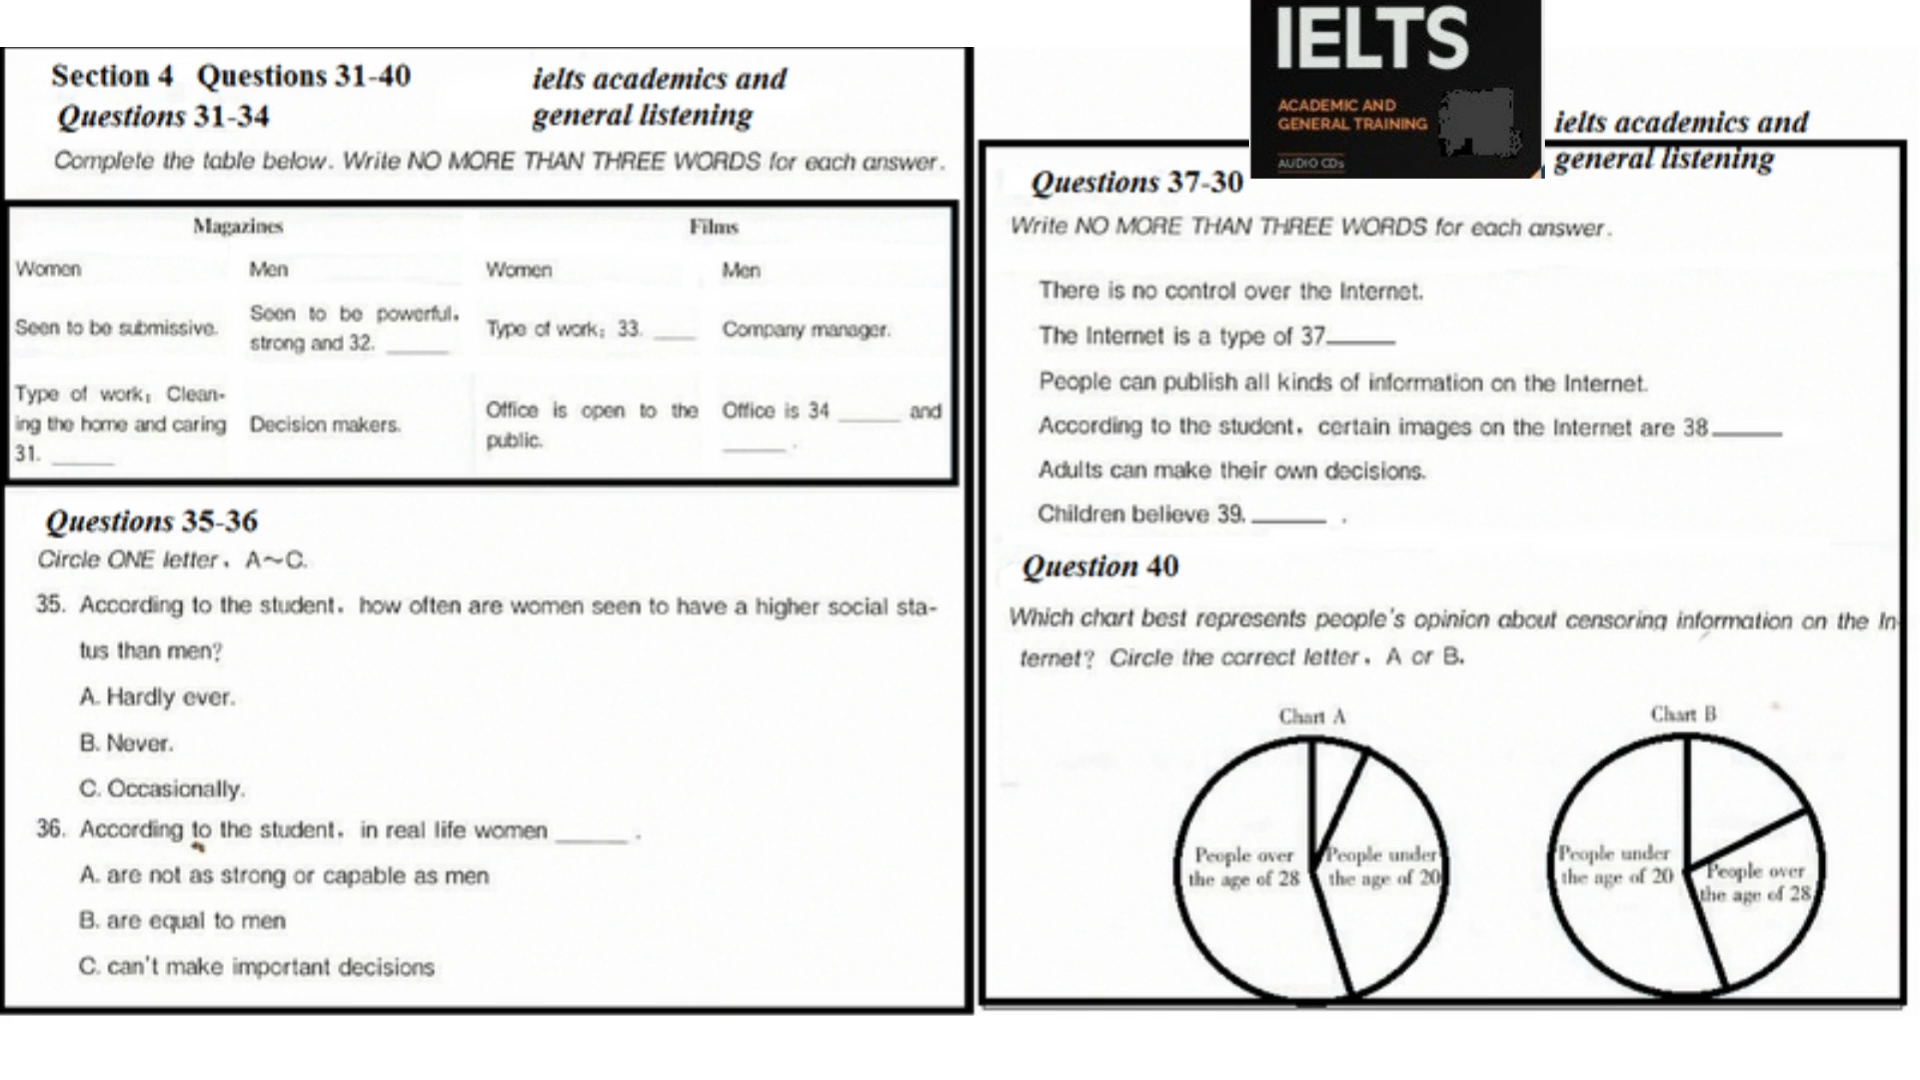 Section 4 Questions 31-40
Questions 31-34
ielts academics and
general listening
Complete the table below. Write NO MORE THAN THREE WORDS for each answer.
Magazines Films
Women Men Women Men
Seen to be submissive.
Seen to be powerful,
strong and 32. ____
Type of work: 33. ____
Company manager.
Type of work: Clean-
ing the home and caring
31. ____
Decision makers.
Office is open to the
public.
Office is 34 ____ and
____ .
Questions 35-36
Circle ONE letter, A~C.
35. According to the student, how often are women seen to have a higher social sta-
tus than men?
A. Hardly ever.
B. Never.
C. Occasionally.
36. According to the student, in real life women ____ .
A. are not as strong or capable as men
B. are equal to men
C. can't make important decisions
IELTS
ACADEMIC AND
GENERAL TRAINING
AUDIO CDs
ielts academics and
general listening
Questions 37-30
Write NO MORE THAN THREE WORDS for each answer.
There is no control over the Internet.
The Internet is a type of 37____
People can publish all kinds of information on the Internet.
According to the student, certain images on the Internet are 38____
Adults can make their own decisions.
Children believe 39. ____ .
Question 40
Which chart best represents people's opinion about censoring information on the In-
ternet? Circle the correct letter, A or B.
Chart A
People over
the age of 28
People under
the age of 20
Chart B
People under
the age of 20
People over
the age of 28